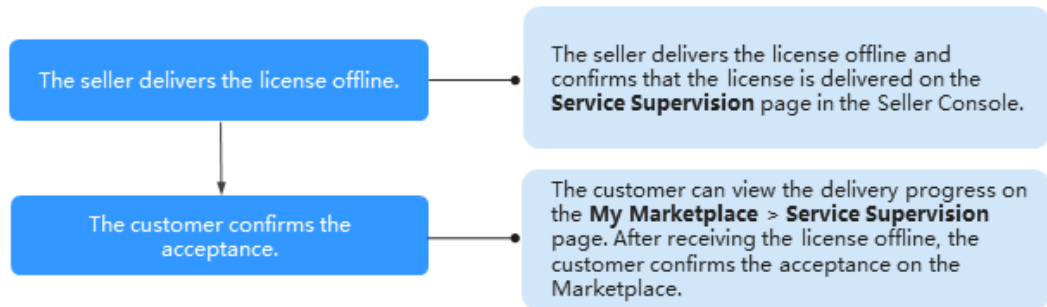 The seller delivers the license offline.
The seller delivers the license offline and
confirms that the license is delivered on the
Service Supervision page in the Seller Console.
The customer confirms the
acceptance.
The customer can view the delivery progress on
the My Marketplace > Service Supervision
page. After receiving the license offline, the
customer confirms the acceptance on the
Marketplace.